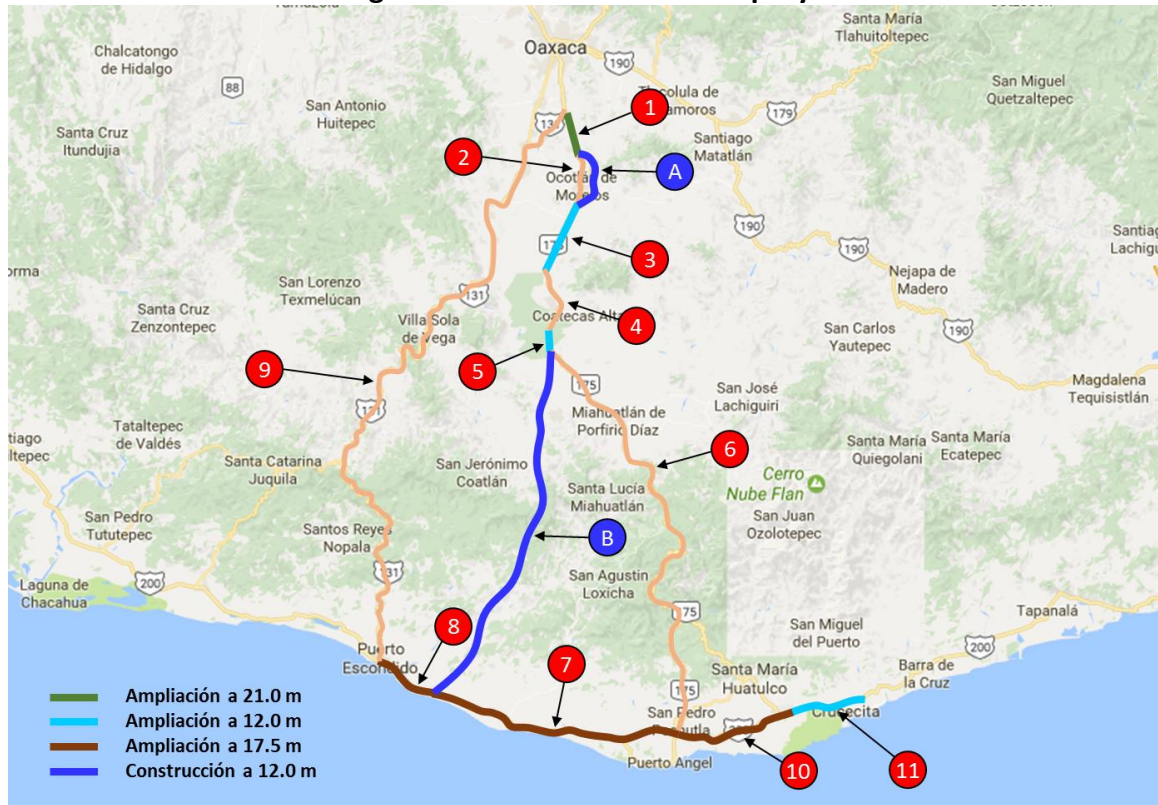 Chalcatongo
de Hidalgo
Oaxaca
190
Santa María
Tlahuitoltepec
88
San Antonio
Huitepec
1
San Miguel
Quetzaltepec
179
Santa Cruz
Itundujia
2
Santiago
Matatlán
A
Ocotlán de
Morelos
190
3
190
San Lorenzo
Texmelúcan
Nejapa de
Madero
Santa Cruz
Zenzontepec
131
Villa Sola
de Vega
4
190
San Carlos
Yautepec
5
9
175
San José
Lachiguiri
Magdalena
Tequisistlán
Miahuatlán de
Porfirio Díaz
Tataltepec
de Valdés
6
Santa María
Quiegolani
Santa María
Ecatepec
Santa Catarina
Juquila
San Jerónimo
Coatlán
Cerro
Nube Flan
Santa Lucía
Miahuatlán
San Pedro
Tututepec
Santos Reyes
Nopala
San Juan
Ozolotepec
B
200
131
San Agustin
Loxicha
Laguna de
Chacahua
175
Tapanalá
8
San Miguel
del Puerto
200
Puerto
Escondido
7
Santa María
Huatulco
Barra de
la Cruz
175
San Pedro
Crucecita
Puerto Angel
10
11
Ampliación a 21.0 m
Ampliación a 12.0 m
Ampliación a 17.5 m
Construcción a 12.0 m